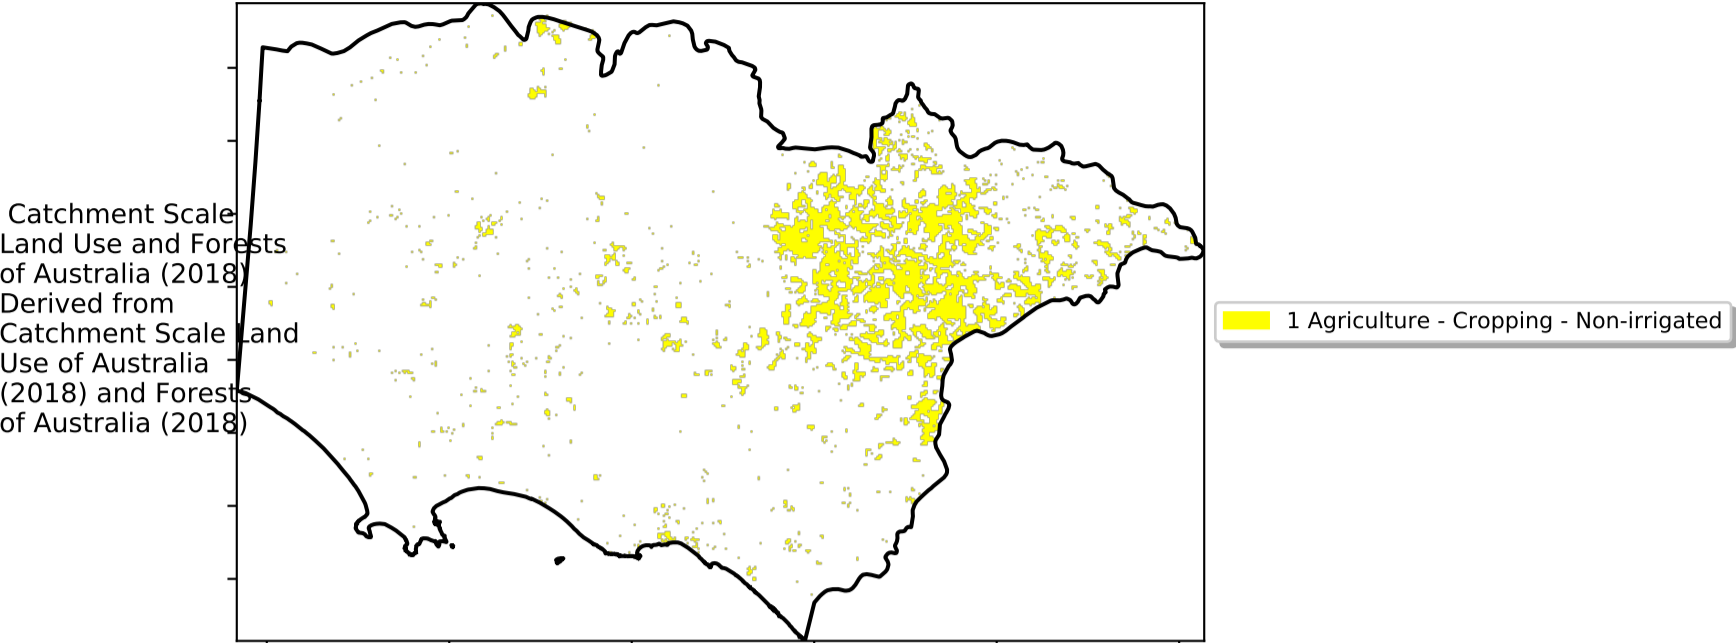 Catchment Scale
Land Use and Forests
of Australia (2018)
Derived from
Catchment Scale Land
Use of Australia
(2018) and Forests
of Australia (2018)
1 Agriculture - Cropping - Non-irrigated